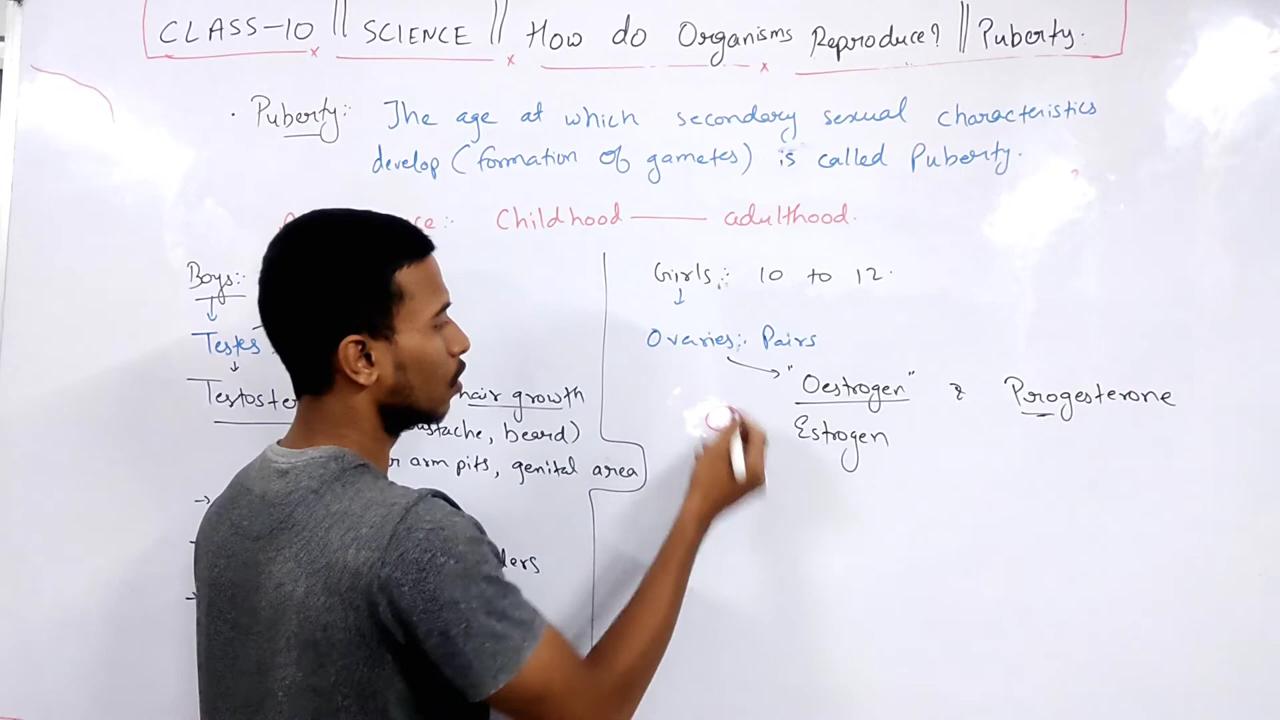 CLASS-10 || SCIENCE || How do Organisms Reproduce? || Puberty.
. Puberty:- The age at which secondary sexual characteristics
develop (formation of gametes) is called Puberty.
Childhood —— adulthood.
Boys:-
↓
Testes
↓
hair growth
beard)
arm pits, genital area
→
Girls:- 10 to 12.
↓
Ovaries:- Pairs
"Oestrogen" & Progesterone
Estrogen